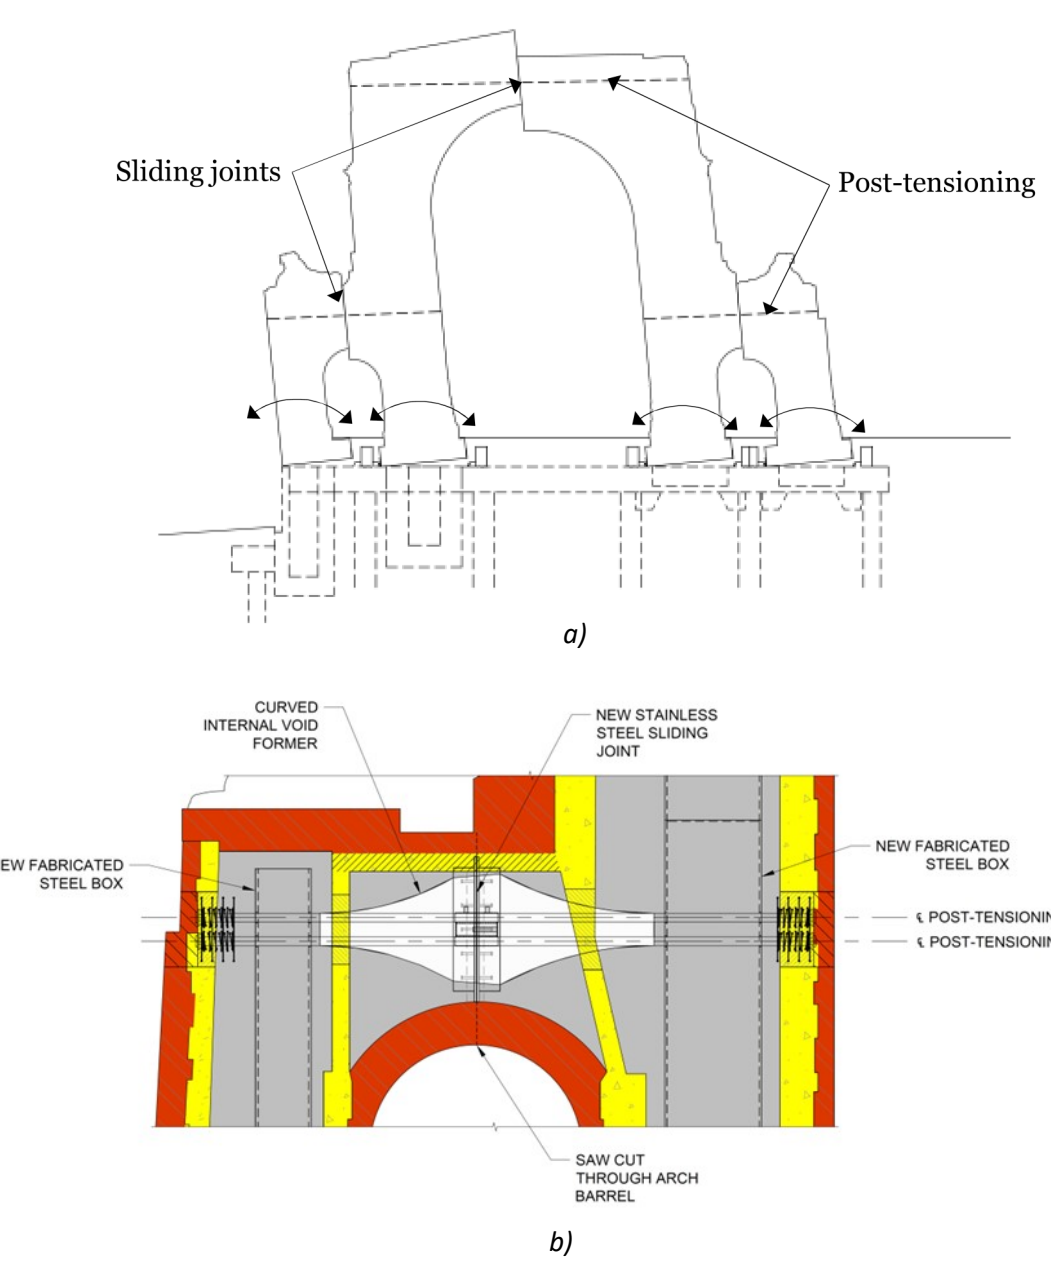 Sliding joints
Post-tensioning
a)
CURVED
INTERNAL VOID
FORMER
NEW STAINLESS
STEEL SLIDING
JOINT
EW FABRICATED
STEEL BOX
NEW FABRICATED
STEEL BOX
℄ POST-TENSIONIN
℄ POST-TENSIONIN
SAW CUT
THROUGH ARCH
BARREL
b)